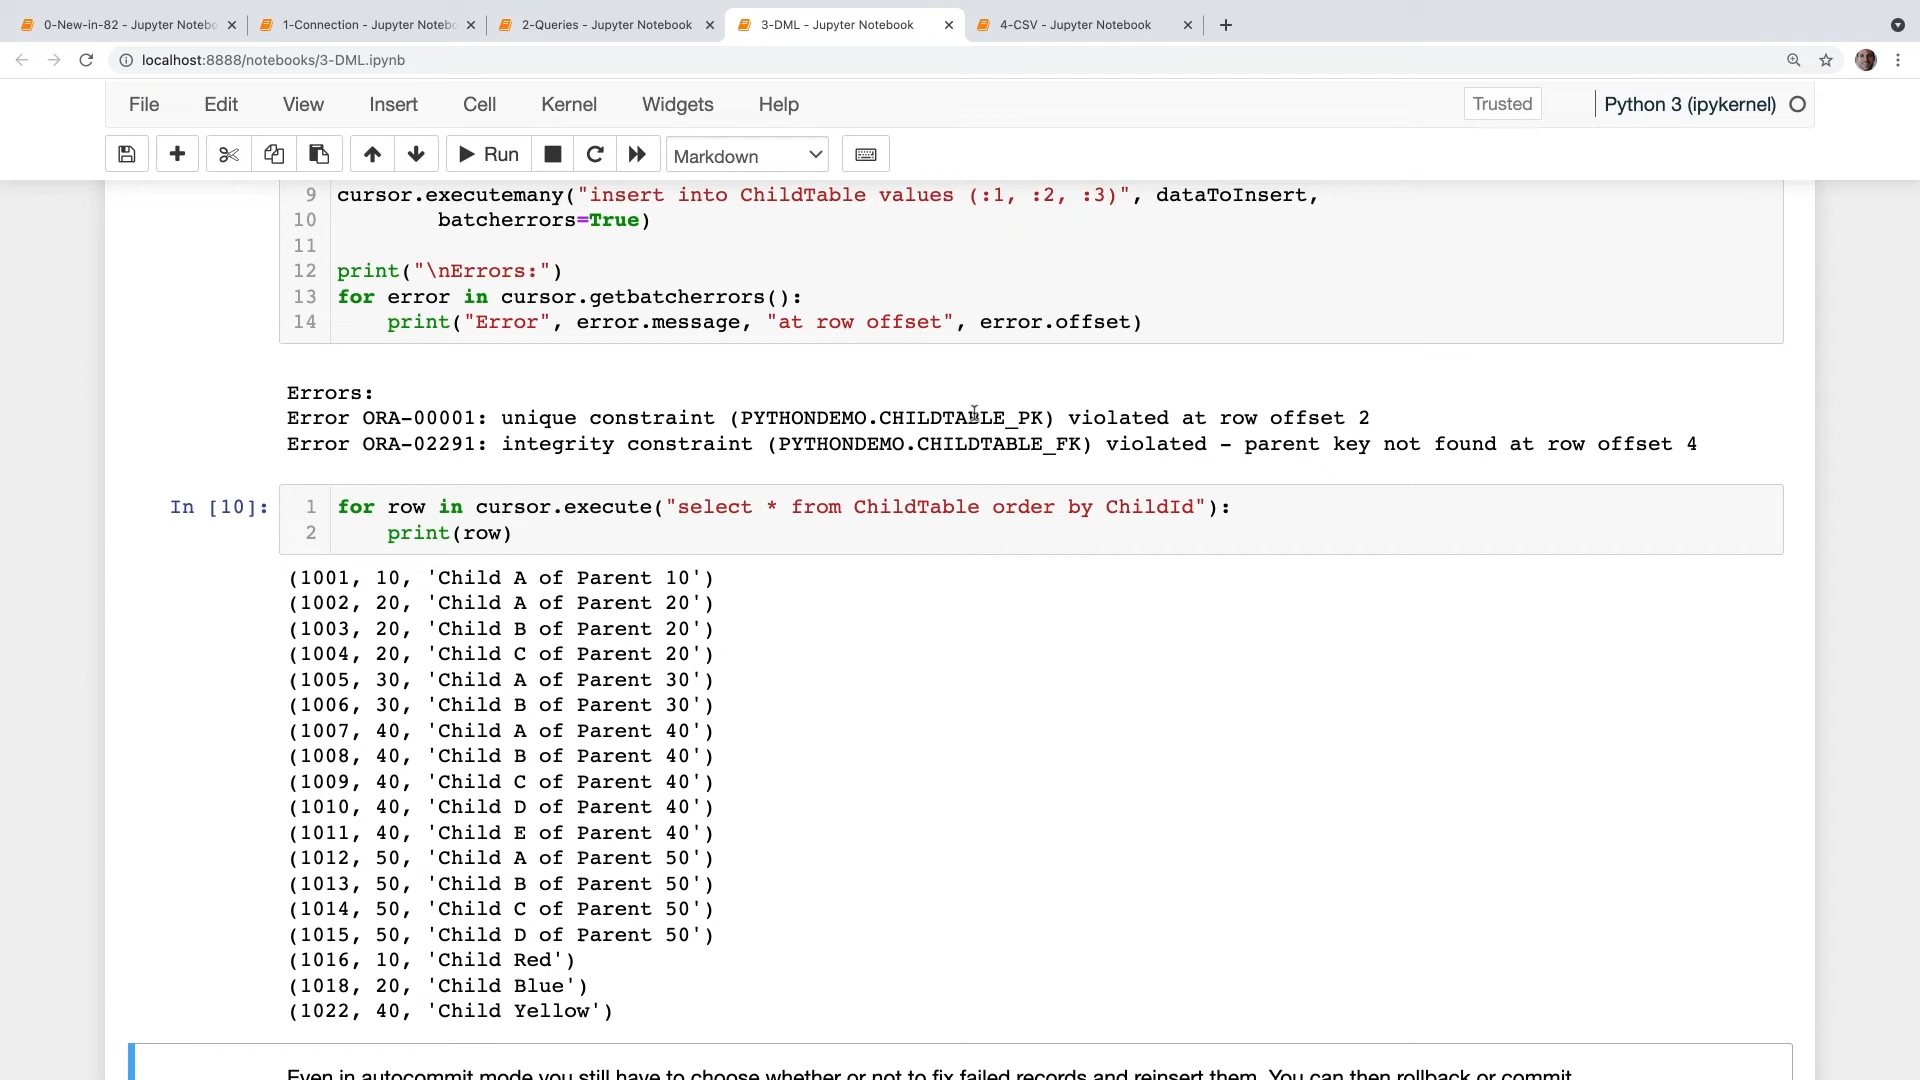 0-New-in-82 - Jupyter Notebo
1-Connection - Jupyter Notebo
2-Queries - Jupyter Notebook
3-DML - Jupyter Notebook
4-CSV - Jupyter Notebook
localhost:8888/notebooks/3-DML.ipynb
File Edit View Insert Cell Kernel Widgets Help Trusted Python 3 (ipykernel)
Run Markdown
9 cursor.executemany("insert into ChildTable values (:1, :2, :3)", dataToInsert,
10         batcherrors=True)
11
12 print("\nErrors:")
13 for error in cursor.getbatcherrors():
14     print("Error", error.message, "at row offset", error.offset)
Errors:
Error ORA-00001: unique constraint (PYTHONDEMO.CHILDTABLE_PK) violated at row offset 2
Error ORA-02291: integrity constraint (PYTHONDEMO.CHILDTABLE_FK) violated - parent key not found at row offset 4
In [10]: 1 for row in cursor.execute("select * from ChildTable order by ChildId"):
2     print(row)
(1001, 10, 'Child A of Parent 10')
(1002, 20, 'Child A of Parent 20')
(1003, 20, 'Child B of Parent 20')
(1004, 20, 'Child C of Parent 20')
(1005, 30, 'Child A of Parent 30')
(1006, 30, 'Child B of Parent 30')
(1007, 40, 'Child A of Parent 40')
(1008, 40, 'Child B of Parent 40')
(1009, 40, 'Child C of Parent 40')
(1010, 40, 'Child D of Parent 40')
(1011, 40, 'Child E of Parent 40')
(1012, 50, 'Child A of Parent 50')
(1013, 50, 'Child B of Parent 50')
(1014, 50, 'Child C of Parent 50')
(1015, 50, 'Child D of Parent 50')
(1016, 10, 'Child Red')
(1018, 20, 'Child Blue')
(1022, 40, 'Child Yellow')
Even in autocommit mode you still have to choose whether or not to fix failed records and reinsert them. You can then rollback or commit